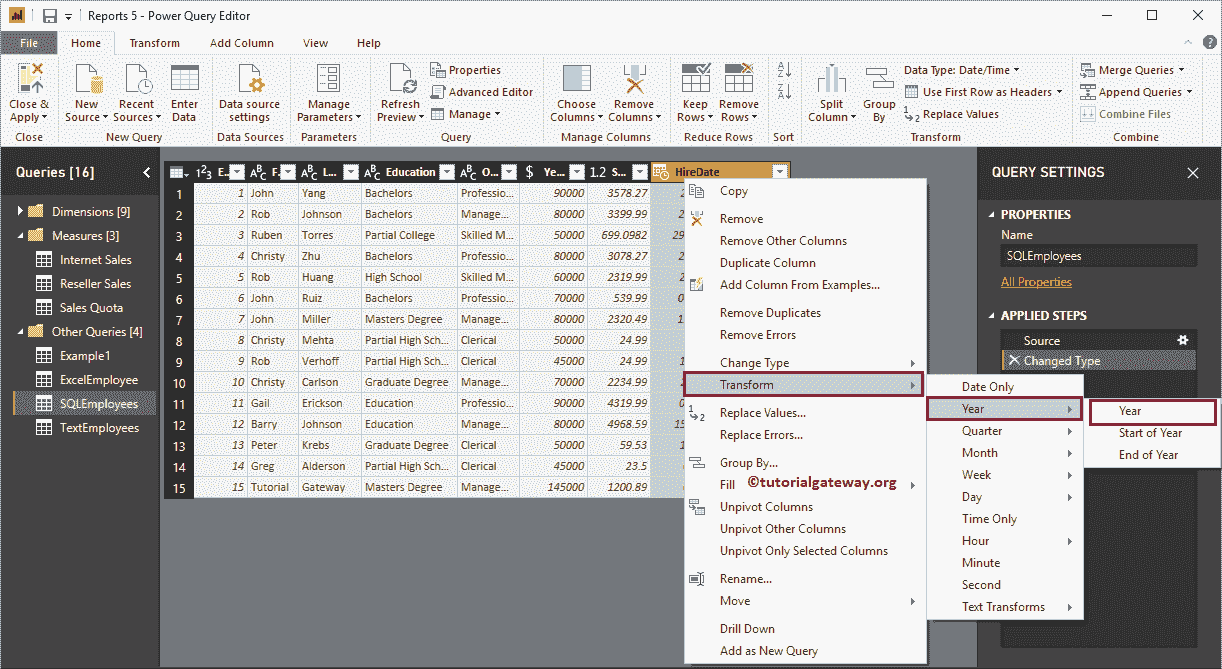 Reports 5 - Power Query Editor
File Home Transform Add Column View Help
Close & Apply
New Source
Recent Sources
Enter Data
Data source settings
Manage Parameters
Refresh Preview
Properties
Advanced Editor
Manage
Choose Columns
Remove Columns
Keep Rows
Remove Rows
Split Column
Group By
Data Type: Date/Time
Use First Row as Headers
Replace Values
Merge Queries
Append Queries
Combine Files
Close New Query Data Sources Parameters Query Manage Columns Reduce Rows Sort Transform Combine
Queries [16]
Dimensions [9]
Measures [3]
Internet Sales
Reseller Sales
Sales Quota
Other Queries [4]
Example1
ExcelEmployee
SQLEmployees
TextEmployees
1 2 3 E... A B C F. A B C L... A B C Education A B C O... $ Ye... 1.2 S... HireDate
1 1 John Yang Bachelors Professio... 90000 3578.27 2
2 2 Rob Johnson Bachelors Manage... 80000 3399.99 2
3 3 Ruben Torres Partial College Skilled M... 50000 699.0982 29
4 4 Christy Zhu Bachelors Professio... 80000 3078.27 2
5 5 Rob Huang High School Skilled M... 60000 2319.99 2
6 6 John Ruiz Bachelors Professio... 70000 539.99 0
7 7 John Miller Masters Degree Manage... 80000 2320.49 1
8 8 Christy Mehta Partial High Sch... Clerical 50000 24.99
9 9 Rob Verhoff Partial High Sch... Clerical 45000 24.99 1
10 10 Christy Carlson Graduate Degree Manage... 70000 2234.99
11 11 Gail Erickson Education Professio... 90000 4319.99 0
12 12 Barry Johnson Education Manage... 80000 4968.59 15
13 13 Peter Krebs Graduate Degree Clerical 50000 59.53 1
14 14 Greg Alderson Partial High Sch... Clerical 45000 23.5
15 15 Tutorial Gateway Masters Degree Manage... 145000 1200.89
Copy
Remove
Remove Other Columns
Duplicate Column
Add Column From Examples...
Remove Duplicates
Remove Errors
Change Type
Transform
Replace Values...
Replace Errors...
Group By...
Fill
©tutorialgateway.org
Unpivot Columns
Unpivot Other Columns
Unpivot Only Selected Columns
Rename...
Move
Drill Down
Add as New Query
Date Only
Year
Quarter
Month
Week
Day
Time Only
Hour
Minute
Second
Text Transforms
Year
Start of Year
End of Year
QUERY SETTINGS
PROPERTIES
Name
SQLEmployees
All Properties
APPLIED STEPS
Source
Changed Type